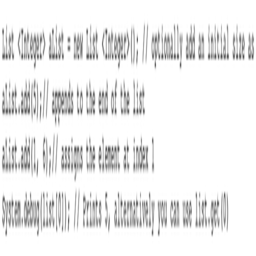 List <Integer> aList = new List <Integer>(); // optionally add an initial size as
aList.add(5);// appends to the end of the list
aList.add(1, 6);// assigns the element at index 1
System.debug(list[0]); // Prints 5, alternatively you can use list.get(0)